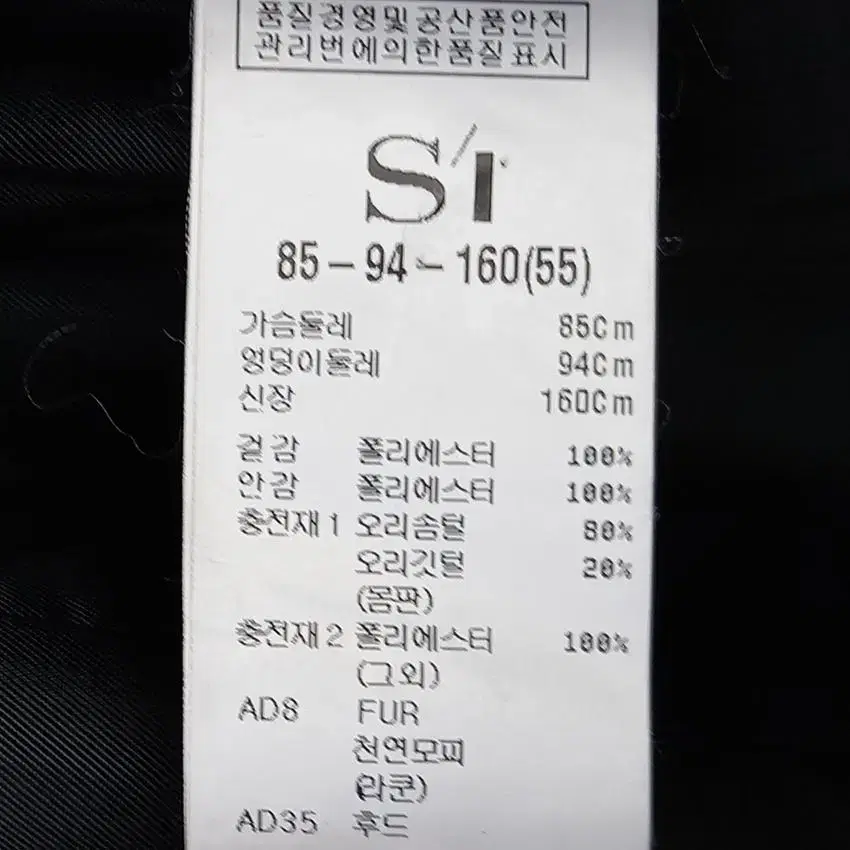 품질경영및공산품안전
관리번에의한품질표시
S/I
85-94-160(55)
가슴둘레 85Cm
엉덩이둘레 94Cm
신장 160Cm
겉감 폴리에스터 100%
안감 폴리에스터 100%
충전재1 오리솜털 80%
오리깃털 20%
(몸판)
충전재2 폴리에스터 100%
(그외)
AD8 FUR
천연모피
(라쿤)
AD35 후드